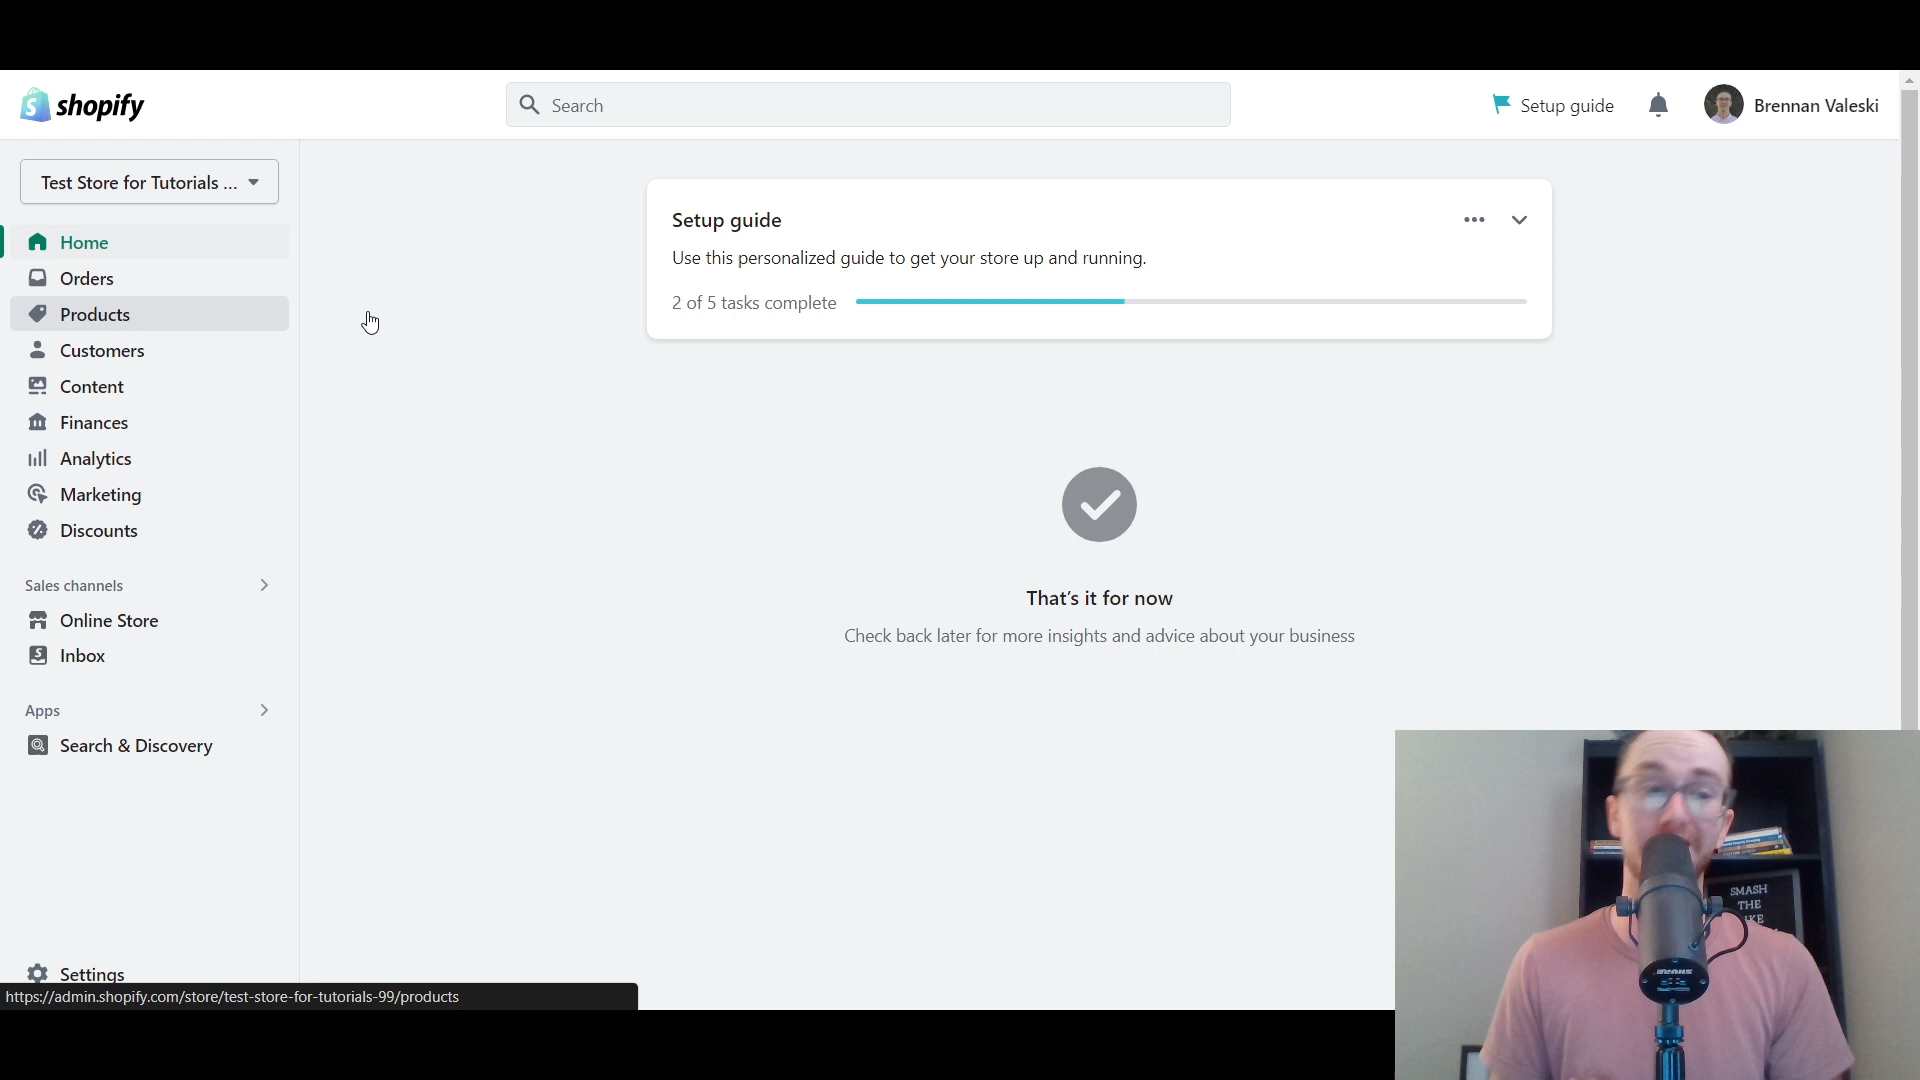 shopify
Search
Setup guide
Brennan Valeski
Test Store for Tutorials ...
Home
Orders
Products
Customers
Content
Finances
Analytics
Marketing
Discounts
Sales channels
Online Store
Inbox
Apps
Search & Discovery
Settings
https://admin.shopify.com/store/test-store-for-tutorials-99/products
Setup guide
Use this personalized guide to get your store up and running.
2 of 5 tasks complete
That's it for now
Check back later for more insights and advice about your business
SMASH
THE
SHURE